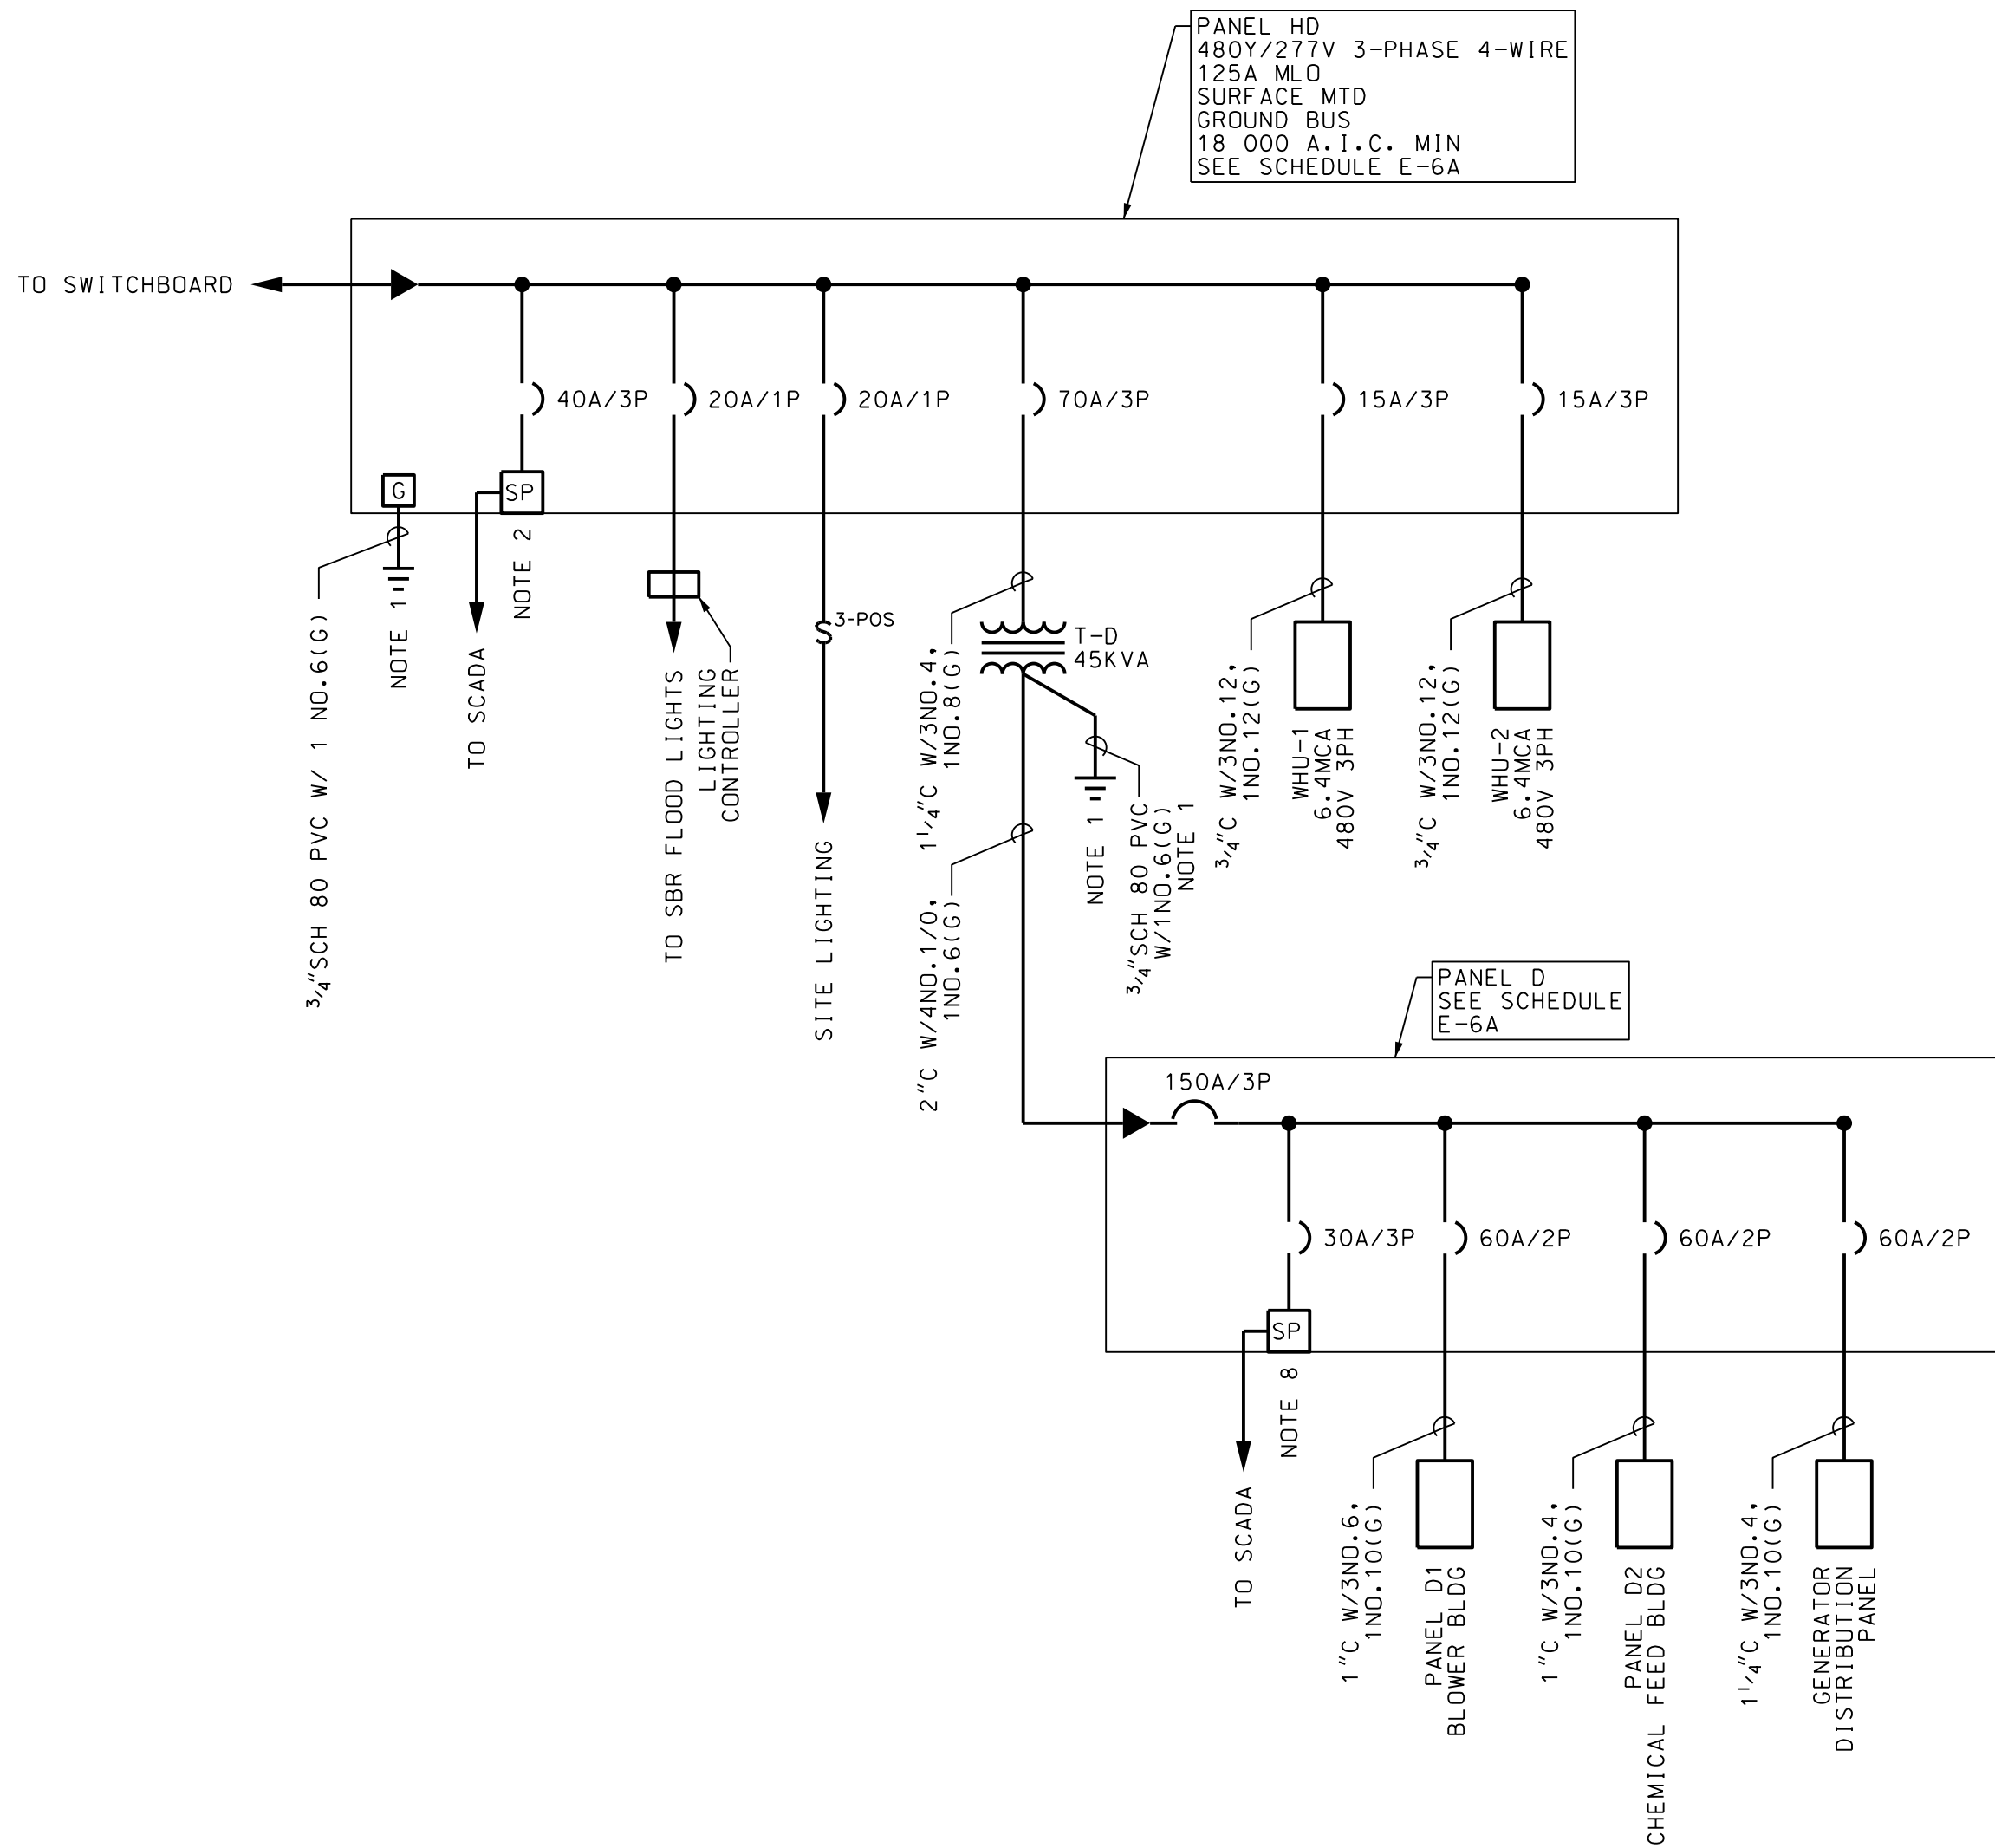 PANEL HD
480Y/277V 3-PHASE 4-WIRE
125A MLO
SURFACE MTD
GROUND BUS
18 000 A.I.C. MIN
SEE SCHEDULE E-6A
TO SWITCHBOARD
40A/3P
20A/1P
20A/1P
70A/3P
15A/3P
15A/3P
G
SP
3/4"SCH 80 PVC W/ 1 NO.6(G)
NOTE 1
TO SCADA
NOTE 2
TO SBR FLOOD LIGHTS
LIGHTING
CONTROLLER
3-POS
SITE LIGHTING
1 1/4"C W/3NO.4,
1NO.8(G)
T-D
45KVA
2"C W/4NO.1/0,
1NO.6(G)
NOTE 1
3/4"SCH 80 PVC
W/1NO.6(G)
NOTE 1
3/4"C W/3NO.12,
1NO.12(G)
WHU-1
6.4MCA
480V 3PH
3/4"C W/3NO.12,
1NO.12(G)
WHU-2
6.4MCA
480V 3PH
PANEL D
SEE SCHEDULE
E-6A
150A/3P
30A/3P
60A/2P
60A/2P
60A/2P
SP
TO SCADA
NOTE 8
1"C W/3NO.6,
1NO.10(G)
PANEL D1
BLOWER BLDG
1"C W/3NO.4,
1NO.10(G)
PANEL D2
CHEMICAL FEED BLDG
1 1/4"C W/3NO.4,
1NO.10(G)
GENERATOR
DISTRIBUTION
PANEL